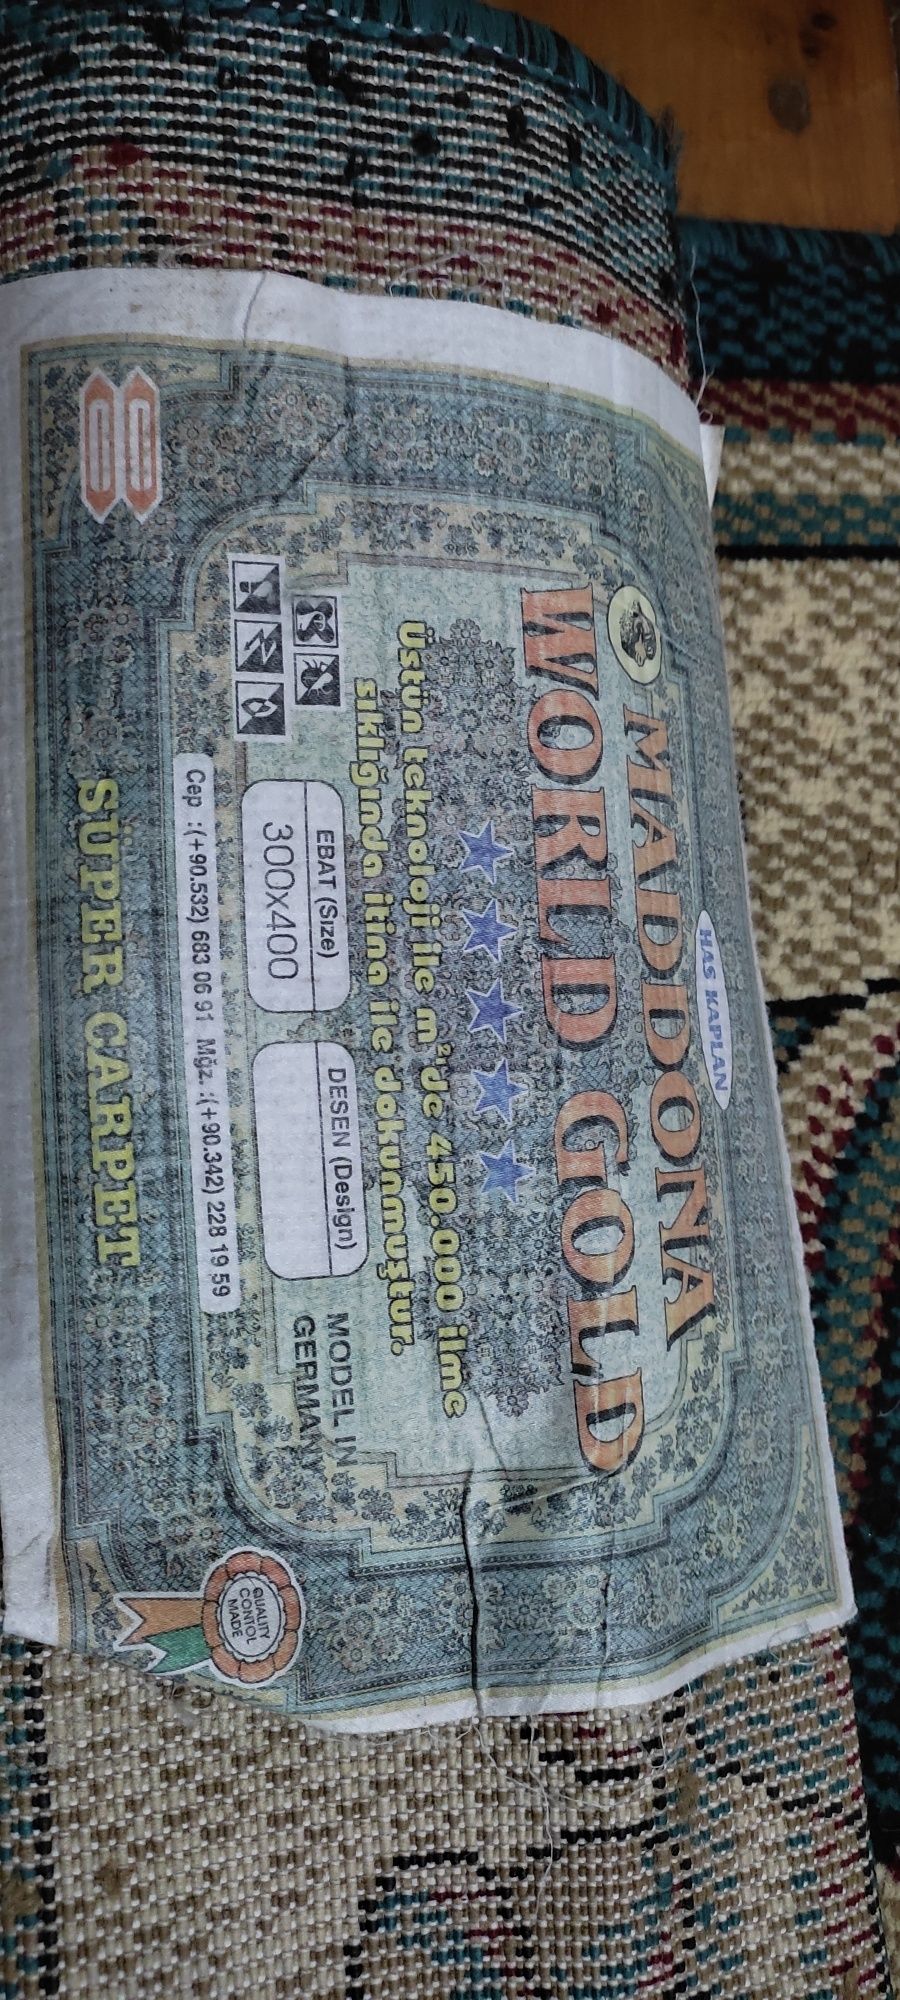 HAS KAPLAN
MADDONA
WORLD GOLD
Üstün teknoloji ile m²'de 450.000 ilme
sıklığında itina ile dokunmuştur.
EBAT (Size)
300x400
DESEN (Design)
MODEL IN
GERMANY
Cep :(+90.532) 683 06 91 Mğz. :(+90.342) 228 19 59
SÜPER CARPET
QUALITY
CONTROL
MADE